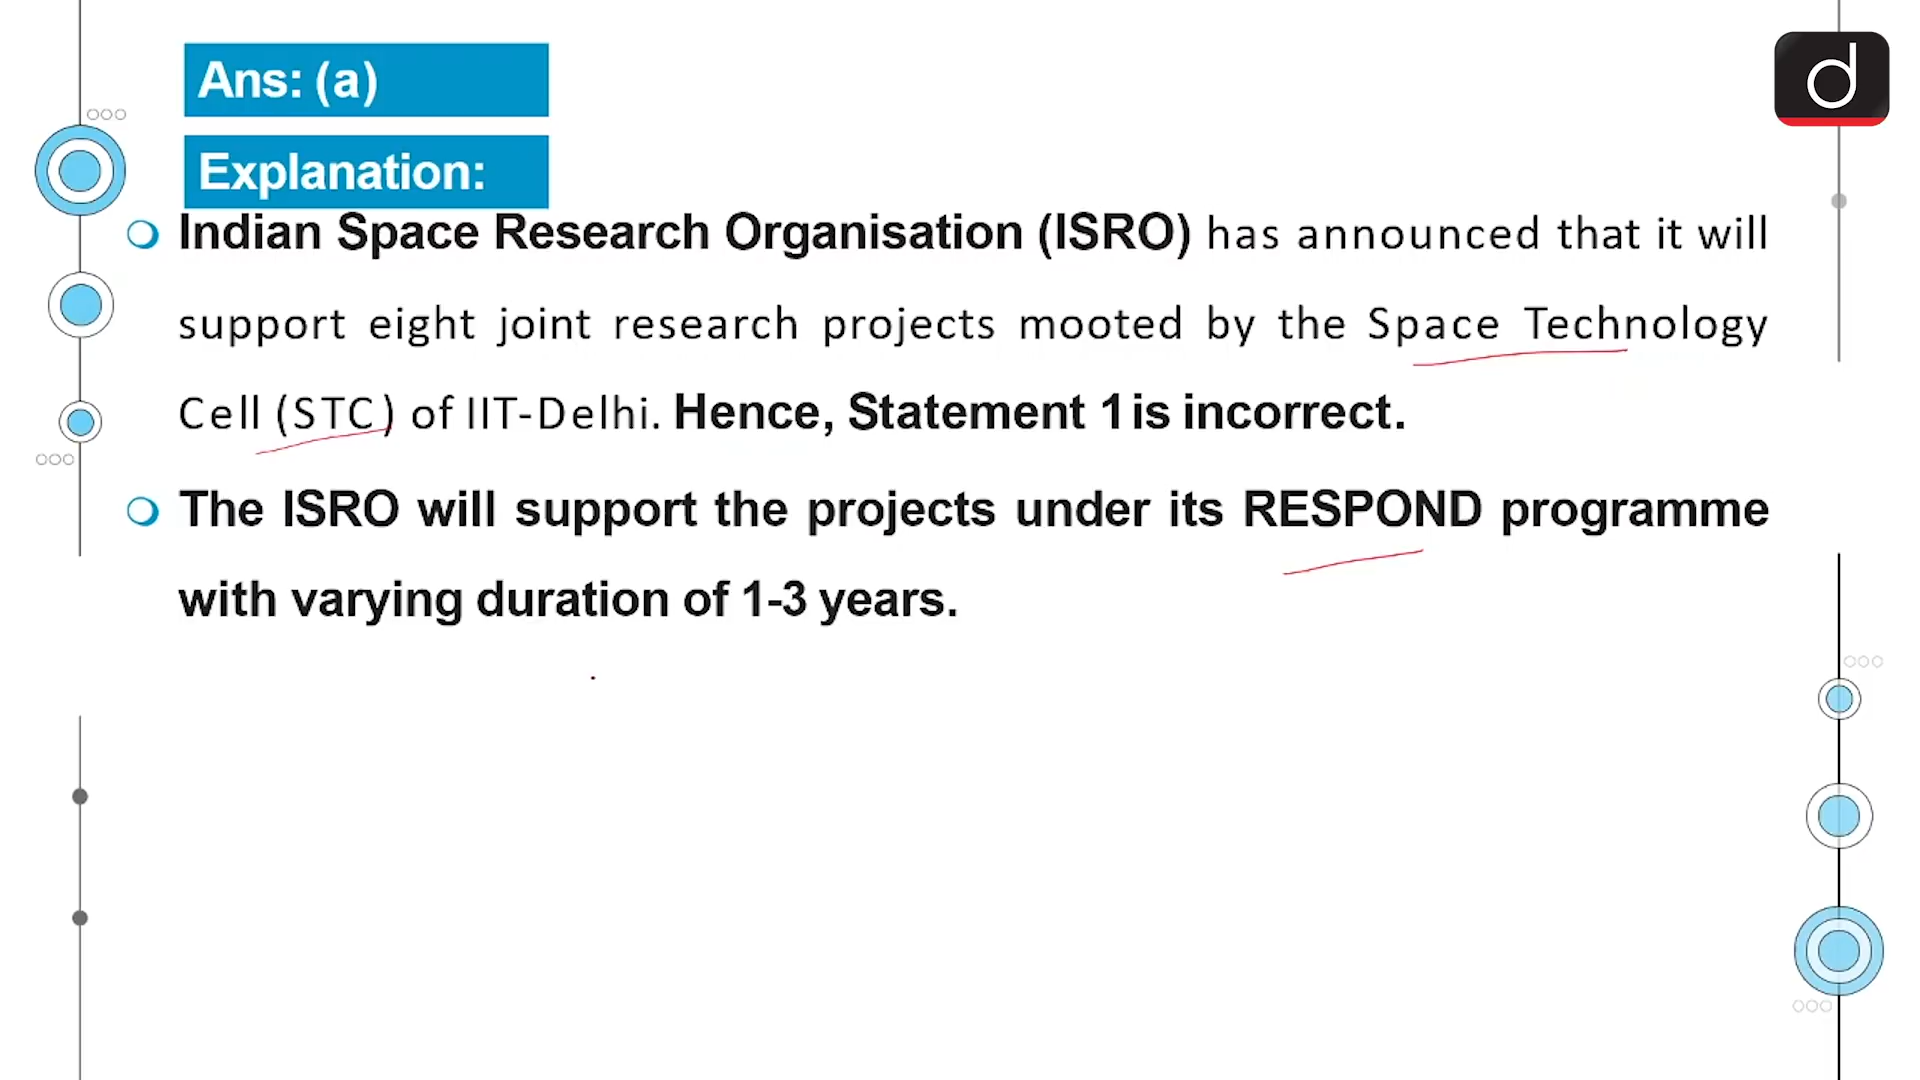 Ans: (a)
Explanation:
Indian Space Research Organisation (ISRO) has announced that it will
support eight joint research projects mooted by the Space Technology
Cell (STC) of IIT-Delhi. Hence, Statement 1 is incorrect.
The ISRO will support the projects under its RESPOND programme
with varying duration of 1-3 years.
d